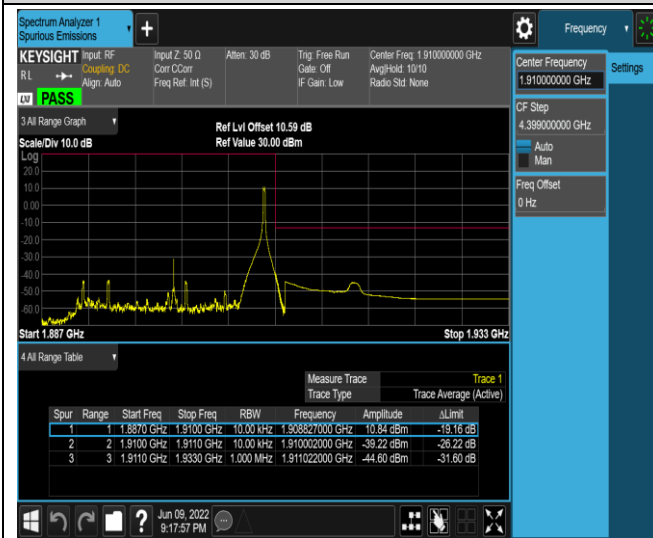 Spectrum Analyzer 1
Spurious Emissions
Frequency
KEYSIGHT Input: RF Input Z: 50 Ω Atten: 30 dB Trig: Free Run Center Freq: 1.910000000 GHz
RL Coupling: DC Corr CCorr Gate: Off Avg|Hold: 10/10
Align: Auto Freq Ref: Int (S) IF Gain: Low Radio Std: None
LXI PASS
Center Frequency
1.910000000 GHz
Settings
CF Step
4.399000000 GHz
Auto
Man
Freq Offset
0 Hz
3 All Range Graph
Ref Lvl Offset 10.59 dB
Scale/Div 10.0 dB Ref Value 30.00 dBm
Log
20.0
10.0
0.00
-10.0
-20.0
-30.0
-40.0
-50.0
-60.0
Start 1.887 GHz Stop 1.933 GHz
4 All Range Table
Measure Trace Trace 1
Trace Type Trace Average (Active)
Spur Range Start Freq Stop Freq RBW Frequency Amplitude ΔLimit
1 1 1.8870 GHz 1.9100 GHz 10.00 kHz 1.908827000 GHz 10.84 dBm -19.16 dB
2 2 1.9100 GHz 1.9110 GHz 10.00 kHz 1.910002000 GHz -39.22 dBm -26.22 dB
3 3 1.9110 GHz 1.9330 GHz 1.000 MHz 1.911022000 GHz -44.60 dBm -31.60 dB
Jun 09, 2022
9:17:57 PM